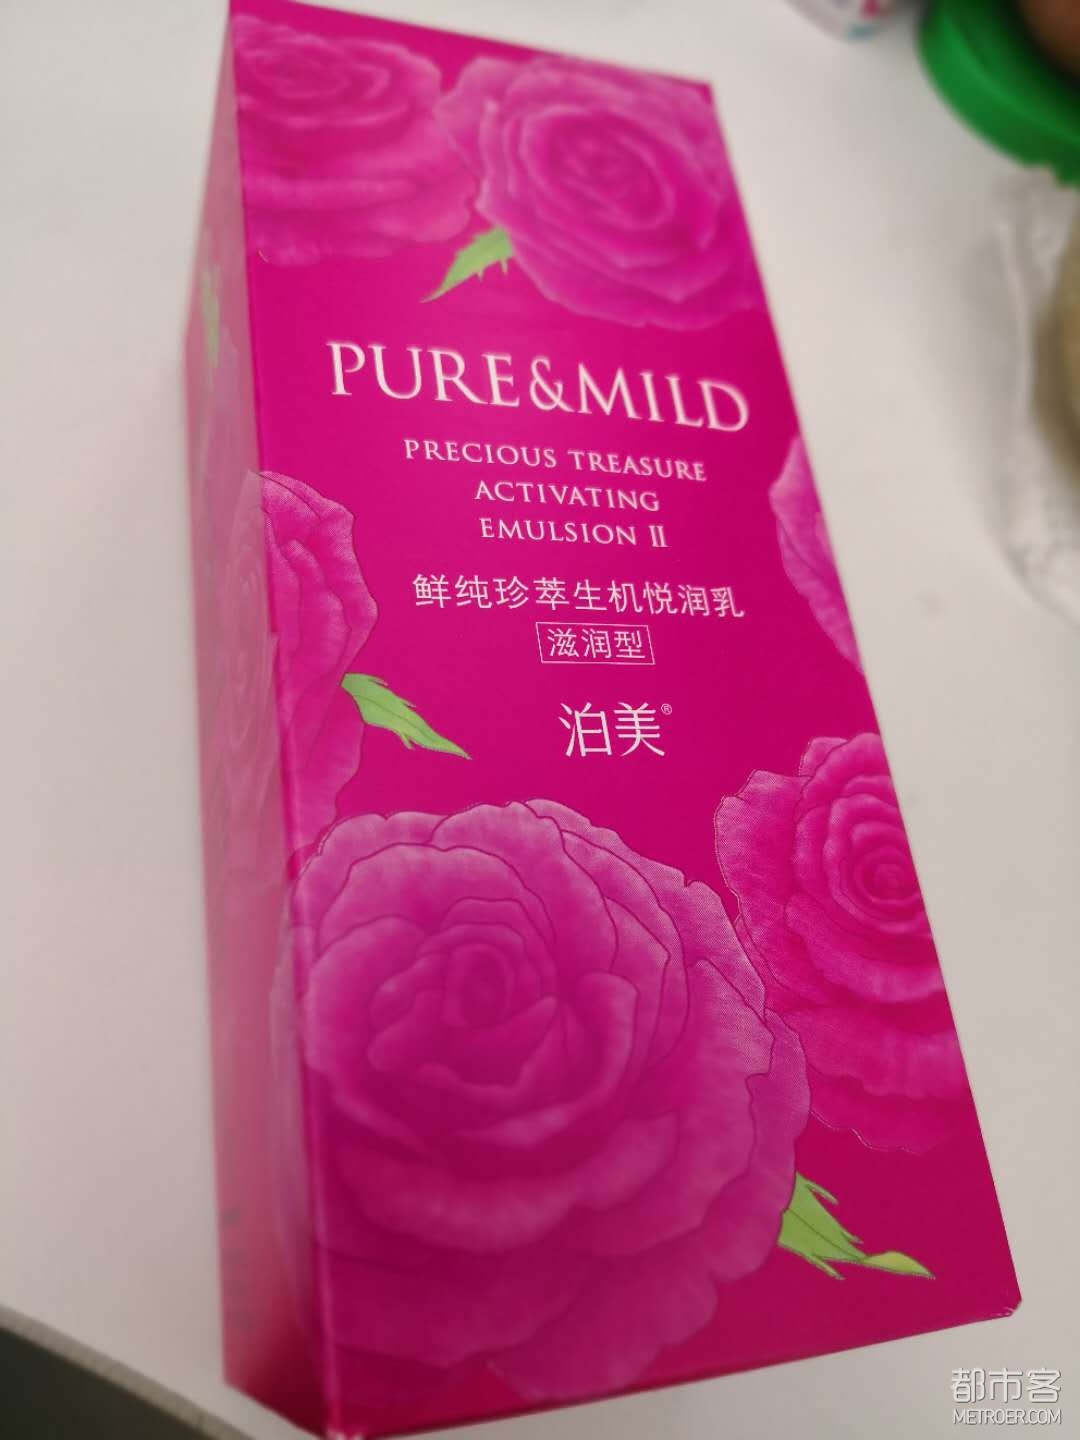 PURE&MILD
PRECIOUS TREASURE
ACTIVATING
EMULSION II
鲜纯珍萃生机悦润乳
滋润型
泊美®
都市客
METROER.COM